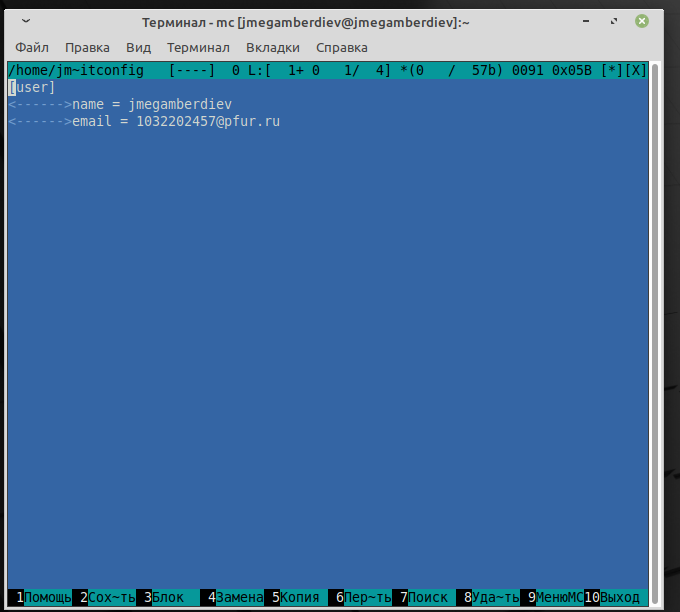 Терминал - mc [jmegamberdiev@jmegamberdiev]:~
Файл Правка Вид Терминал Вкладки Справка
/home/jm~itconfig [----] 0 L:[ 1+ 0 1/ 4] *(0 / 57b) 0091 0x05B [*][X]
[user]
<------>name = jmegamberdiev
<------>email = 1032202457@pfur.ru
1Помощь 2Сох~ть 3Блок 4Замена 5Копия 6Пер~ть 7Поиск 8Уда~ть 9МенюMC 10Выход